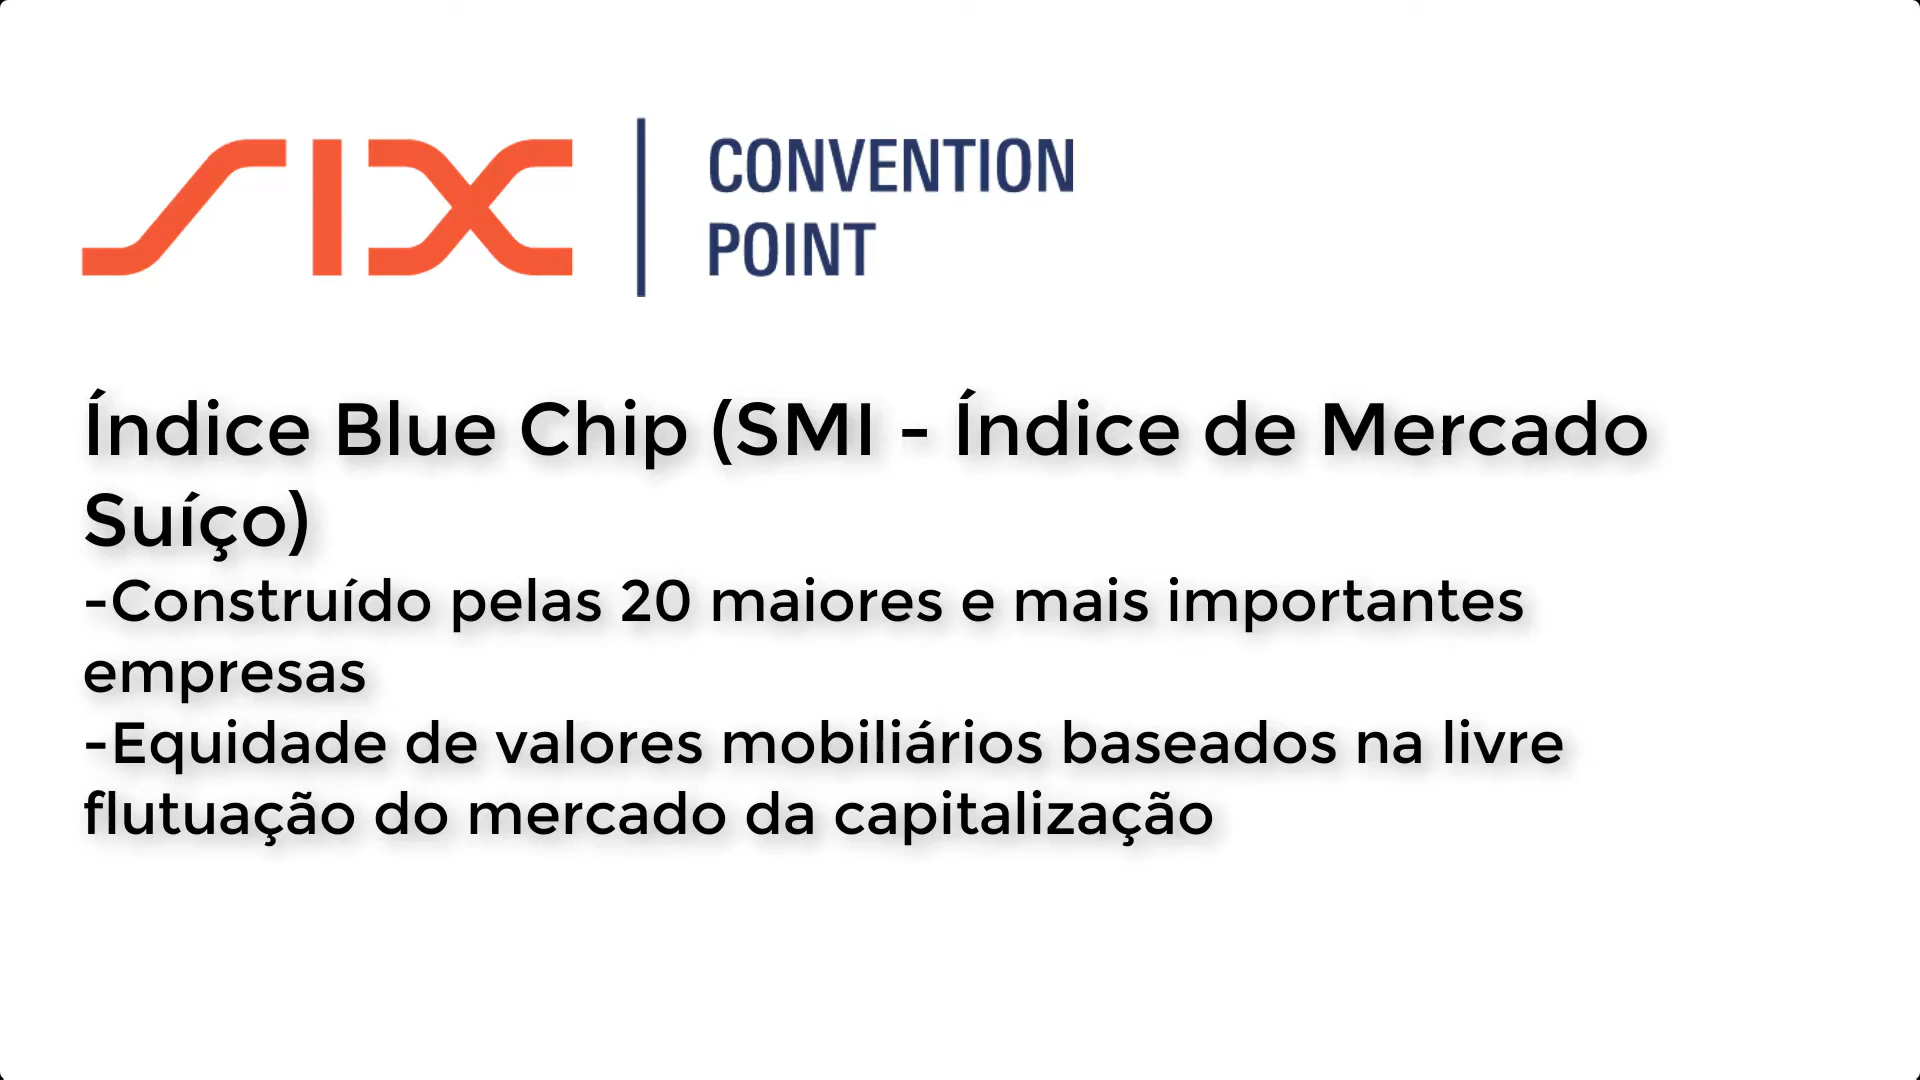 SIX
CONVENTION
POINT
Índice Blue Chip (SMI - Índice de Mercado
Suíço)
-Construído pelas 20 maiores e mais importantes
empresas
-Equidade de valores mobiliários baseados na livre
flutuação do mercado da capitalização